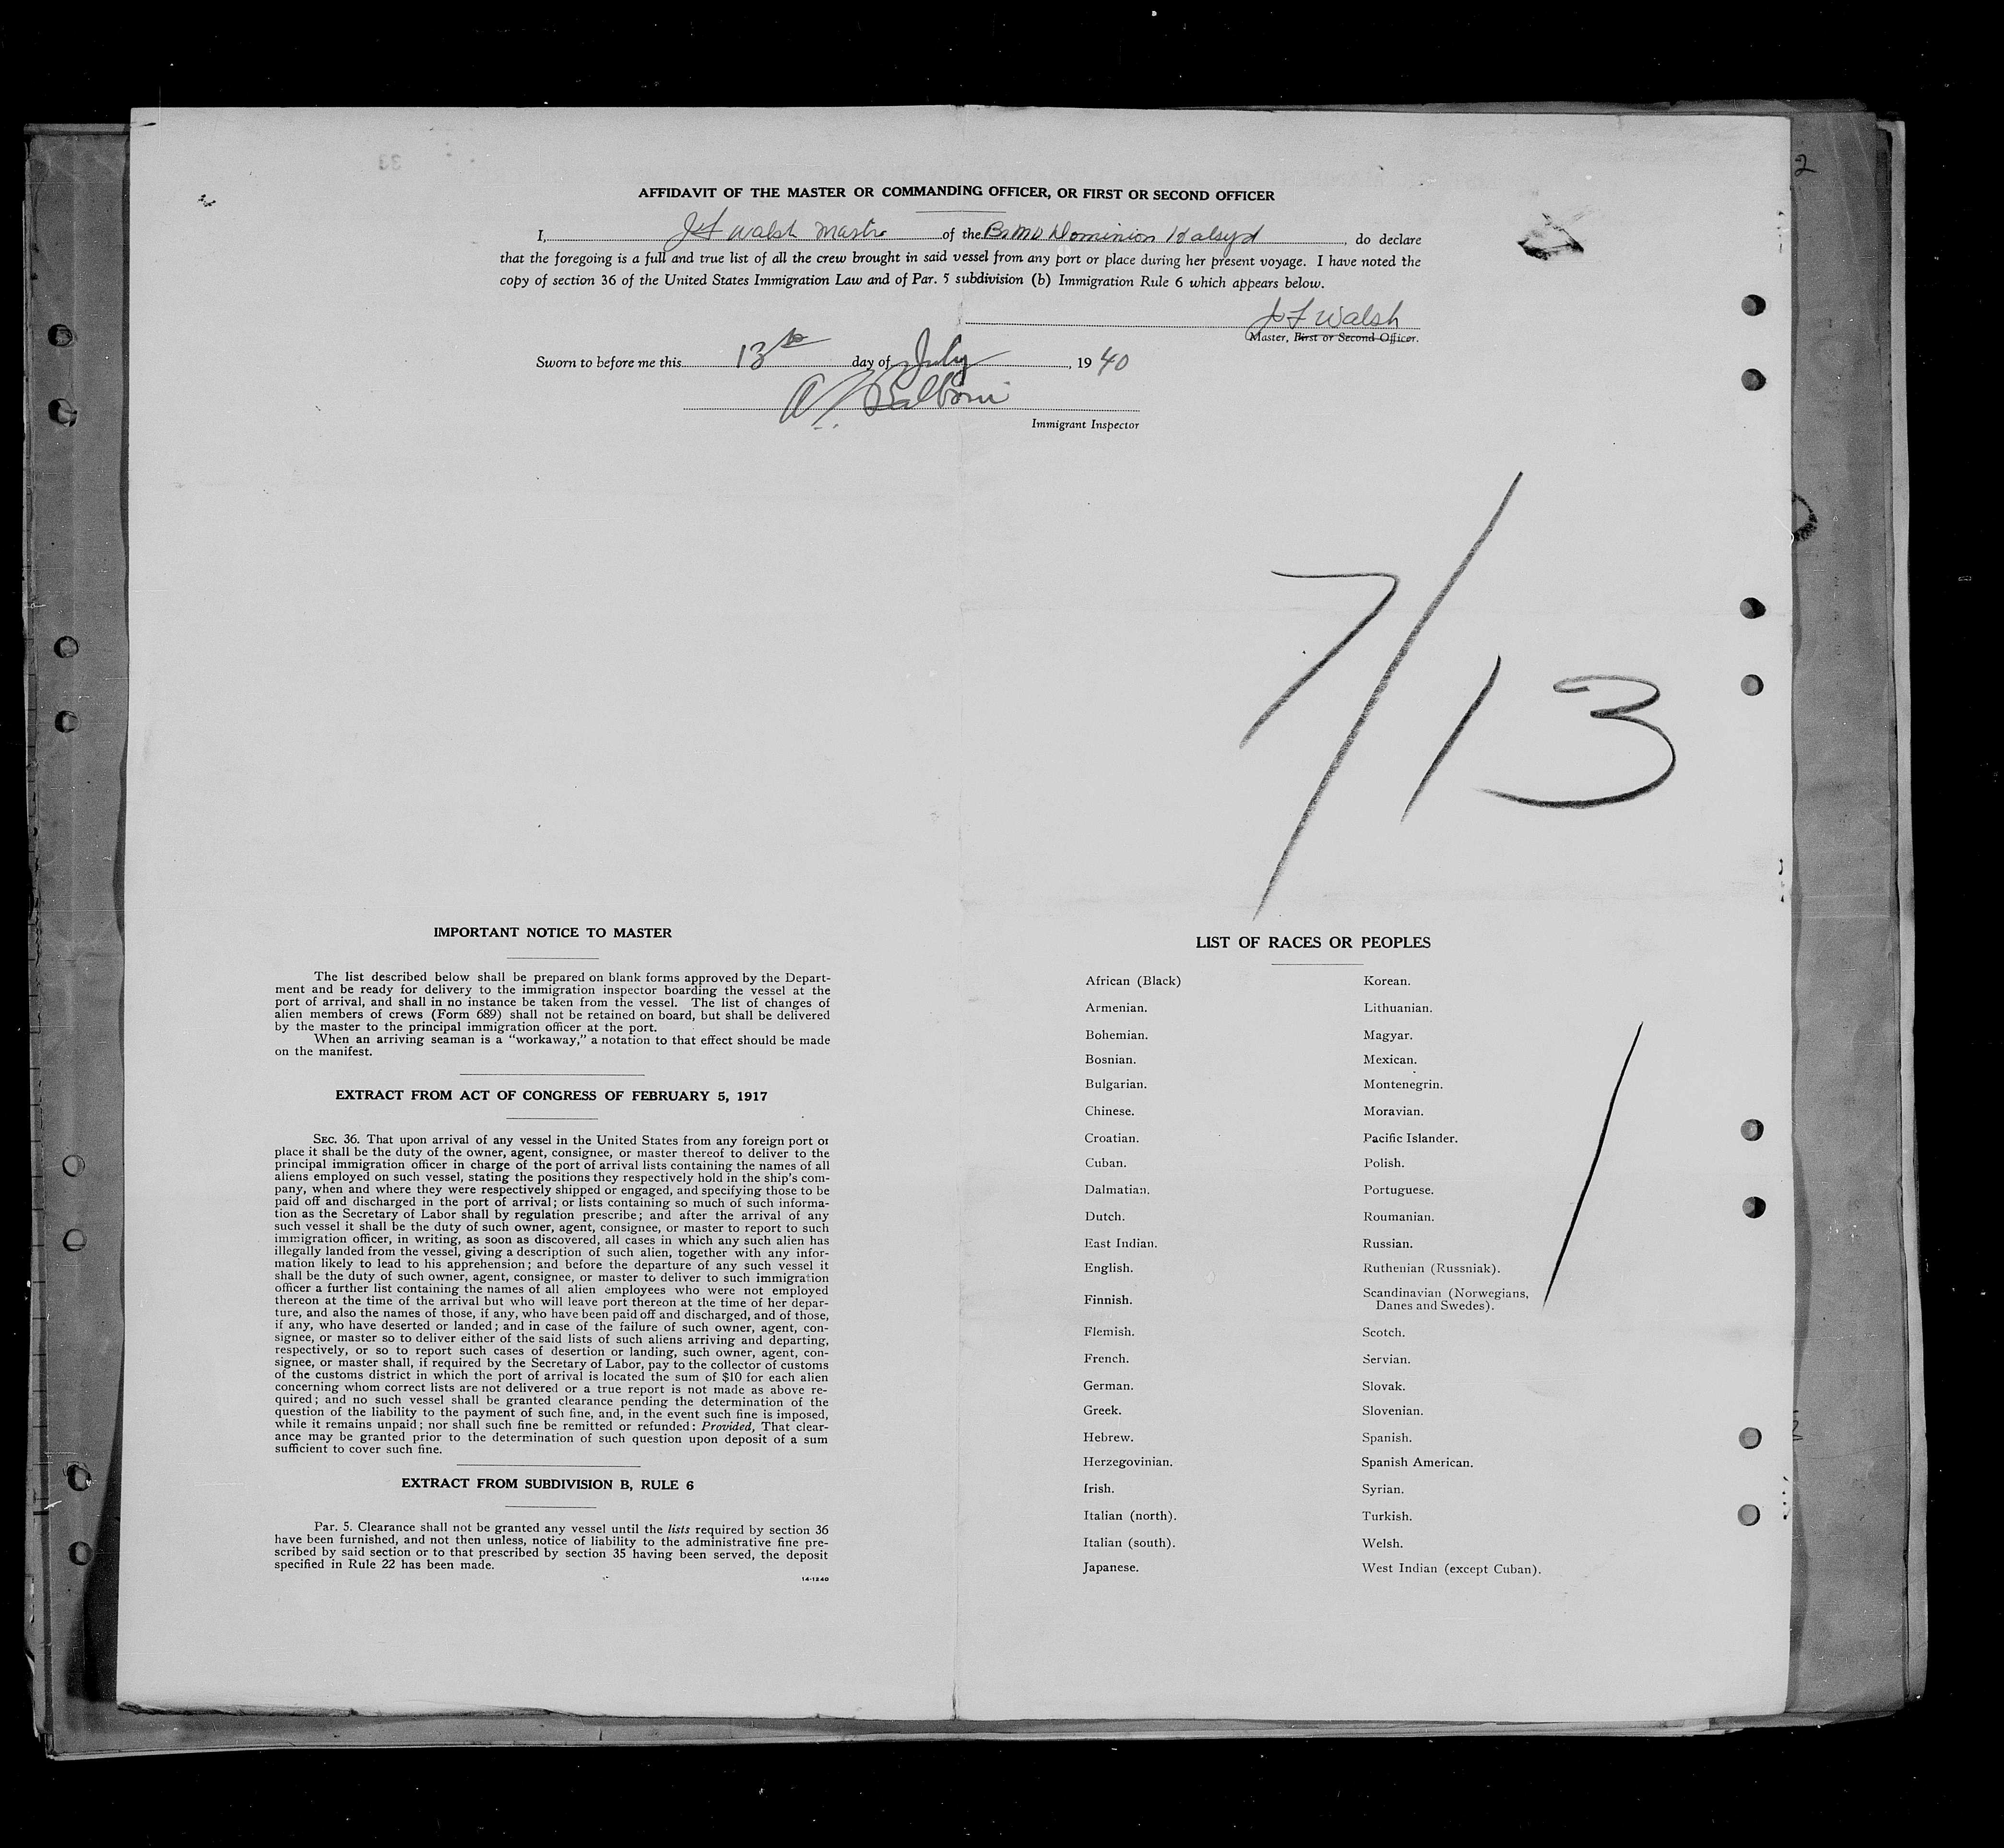 33
2
AFFIDAVIT OF THE MASTER OR COMMANDING OFFICER, OR FIRST OR SECOND OFFICER
I, J F Walsh Master of the Dominion Halsyd, do declare
that the foregoing is a full and true list of all the crew brought in said vessel from any port or place during her present voyage. I have noted the
copy of section 36 of the United States Immigration Law and of Par. 5 subdivision (b) Immigration Rule 6 which appears below.
J F Walsh
Master, First or Second Officer.
Sworn to before me this 13th day of July, 1940
Immigrant Inspector
7/13
IMPORTANT NOTICE TO MASTER
The list described below shall be prepared on blank forms approved by the Depart-
ment and be ready for delivery to the immigration inspector boarding the vessel at the
port of arrival, and shall in no instance be taken from the vessel. The list of changes of
alien members of crews (Form 689) shall not be retained on board, but shall be delivered
by the master to the principal immigration officer at the port.
When an arriving seaman is a "workaway," a notation to that effect should be made
on the manifest.
EXTRACT FROM ACT OF CONGRESS OF FEBRUARY 5, 1917
SEC. 36. That upon arrival of any vessel in the United States from any foreign port or
place it shall be the duty of the owner, agent, consignee, or master thereof to deliver to the
principal immigration officer in charge of the port of arrival lists containing the names of all
aliens employed on such vessel, stating the positions they respectively hold in the ship's com-
pany, when and where they were respectively shipped or engaged, and specifying those to be
paid off and discharged in the port of arrival; or lists containing so much of such informa-
tion as the Secretary of Labor shall by regulation prescribe; and after the arrival of any
such vessel it shall be the duty of such owner, agent, consignee, or master to report to such
immigration officer, in writing, as soon as discovered, all cases in which any such alien has
illegally landed from the vessel, giving a description of such alien, together with any infor-
mation likely to lead to his apprehension; and before the departure of any such vessel it
shall be the duty of such owner, agent, consignee, or master to deliver to such immigration
officer a further list containing the names of all alien employees who were not employed
thereon at the time of the arrival but who will leave port thereon at the time of her depar-
ture, and also the names of those, if any, who have been paid off and discharged, and of those,
if any, who have deserted or landed; and in case of the failure of such owner, agent, con-
signee, or master so to deliver either of the said lists of such aliens arriving and departing,
respectively, or so to report such cases of desertion or landing, such owner, agent, con-
signee, or master shall, if required by the Secretary of Labor, pay to the collector of customs
of the customs district in which the port of arrival is located the sum of $10 for each alien
concerning whom correct lists are not delivered or a true report is not made as above re-
quired; and no such vessel shall be granted clearance pending the determination of the
question of the liability to the payment of such fine, and, in the event such fine is imposed,
while it remains unpaid; nor shall such fine be remitted or refunded: Provided, That clear-
ance may be granted prior to the determination of such question upon deposit of a sum
sufficient to cover such fine.
EXTRACT FROM SUBDIVISION B, RULE 6
Par. 5. Clearance shall not be granted any vessel until the lists required by section 36
have been furnished, and not then unless, notice of liability to the administrative fine pre-
scribed by said section or to that prescribed by section 35 having been served, the deposit
specified in Rule 22 has been made.
14-1240
LIST OF RACES OR PEOPLES
African (Black)
Armenian.
Bohemian.
Bosnian.
Bulgarian.
Chinese.
Croatian.
Cuban.
Dalmatian.
Dutch.
East Indian.
English.
Finnish.
Flemish.
French.
German.
Greek.
Hebrew.
Herzegovinian.
Irish.
Italian (north).
Italian (south).
Japanese.
Korean.
Lithuanian.
Magyar.
Mexican.
Montenegrin.
Moravian.
Pacific Islander.
Polish.
Portuguese.
Roumanian.
Russian.
Ruthenian (Russniak).
Scandinavian (Norwegians,
Danes and Swedes).
Scotch.
Servian.
Slovak.
Slovenian.
Spanish.
Spanish American.
Syrian.
Turkish.
Welsh.
West Indian (except Cuban).